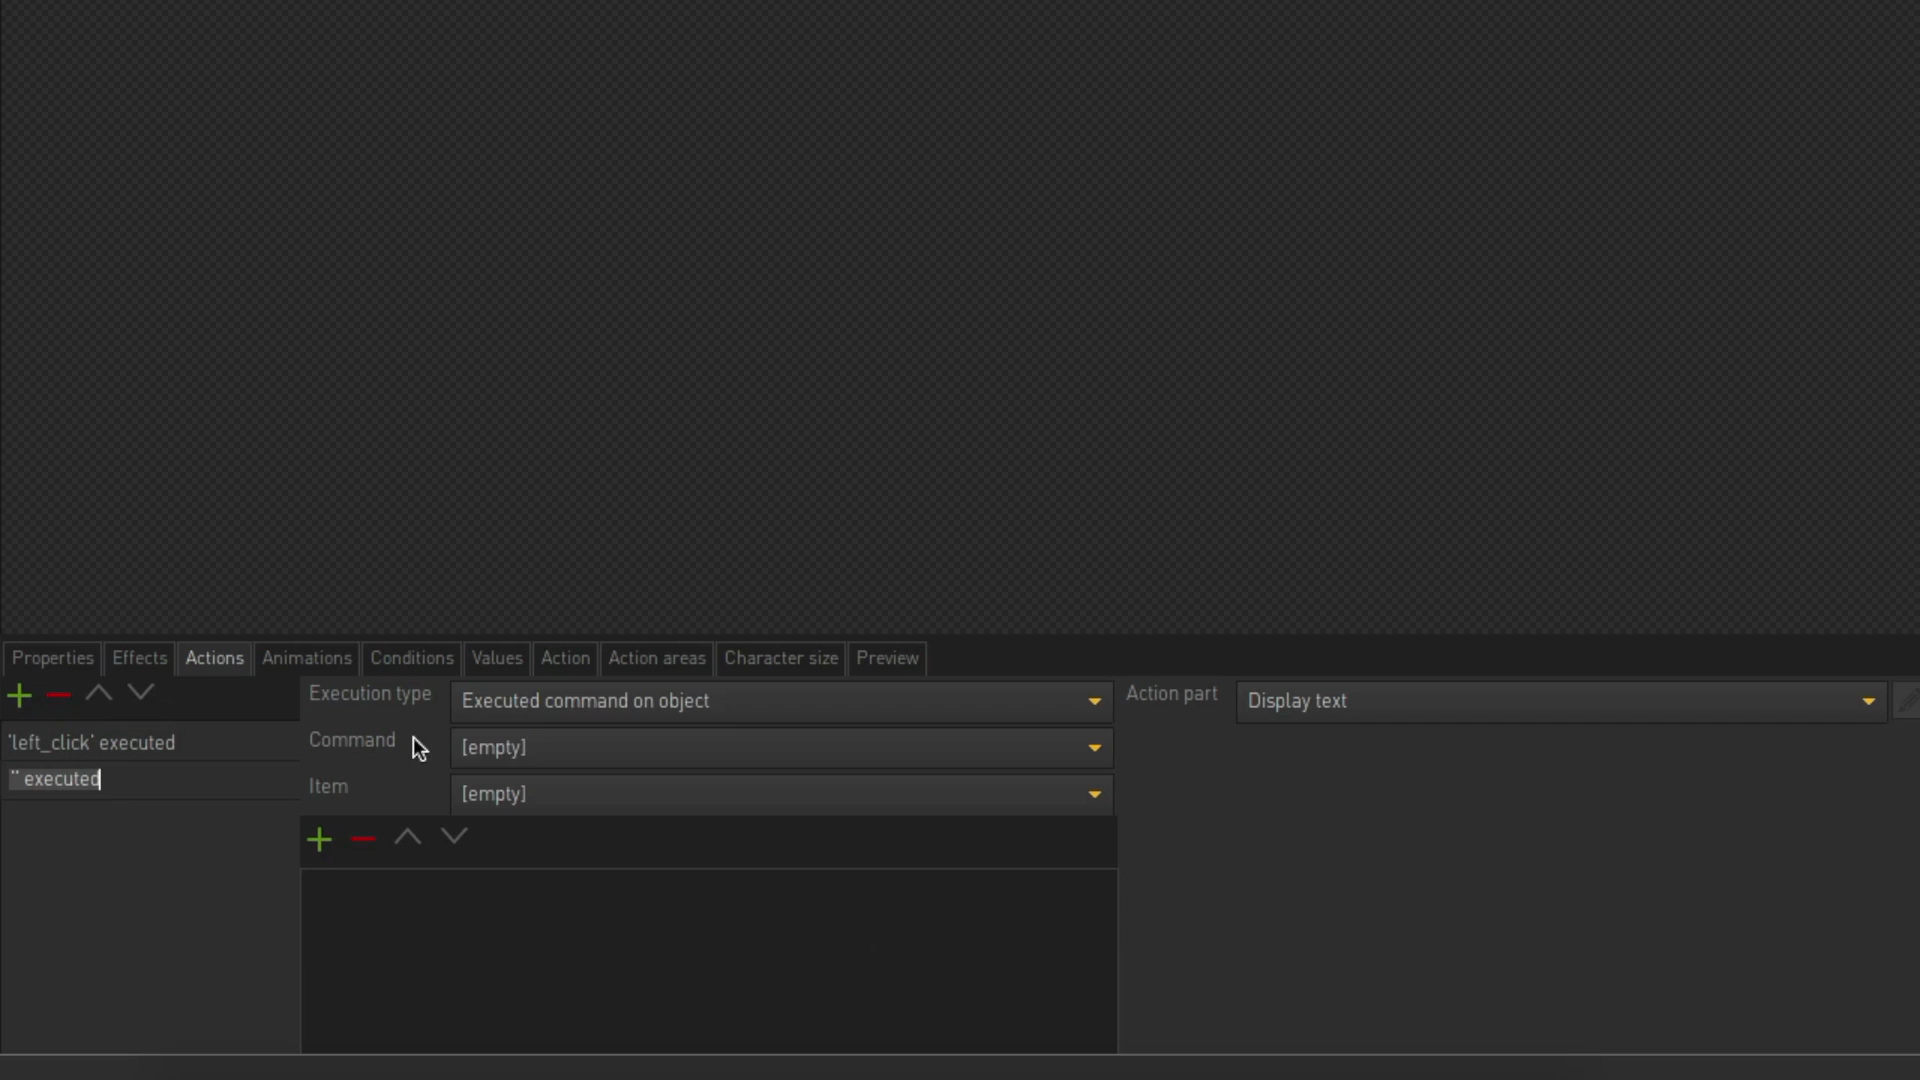 Properties Effects Actions Animations Conditions Values Action Action areas Character size Preview
Execution type Executed command on object Action part Display text
'left_click' executed Command [empty]
'' executed Item [empty]